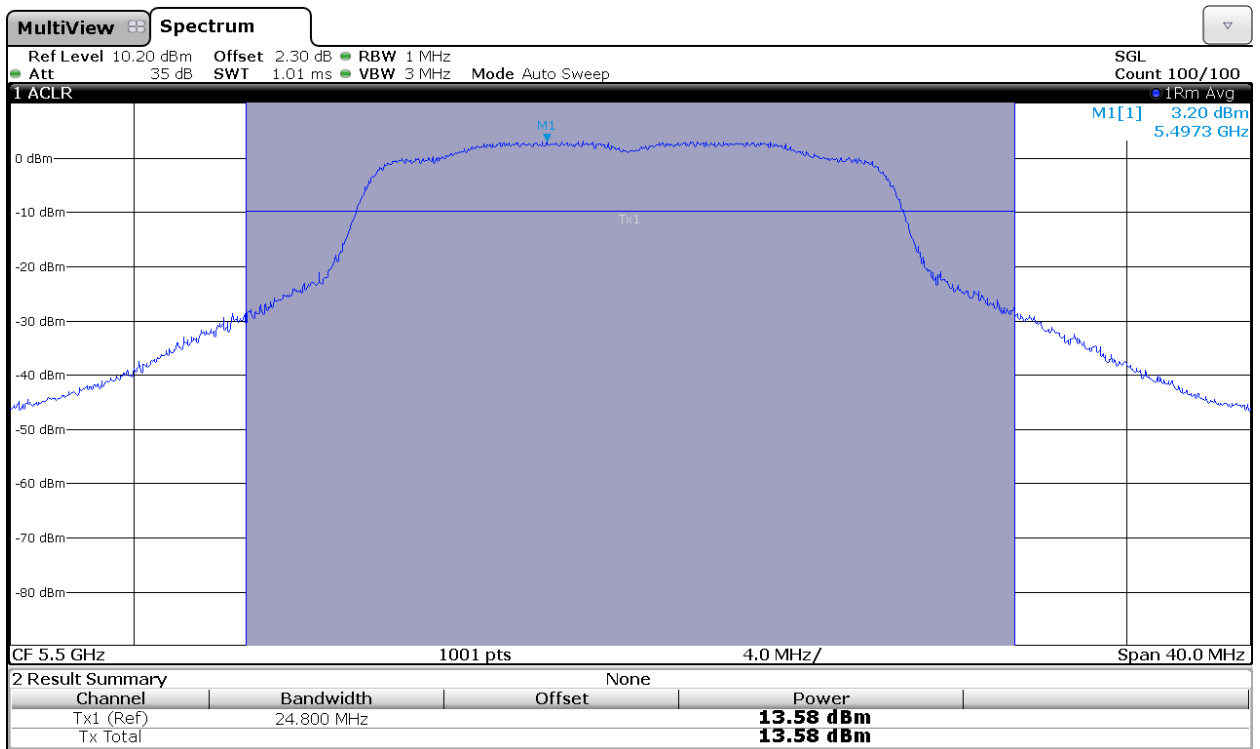 MultiView Spectrum
Ref Level 10.20 dBm Offset 2.30 dB RBW 1 MHz SGL
Att 35 dB SWT 1.01 ms VBW 3 MHz Mode Auto Sweep Count 100/100
1 ACLR 1Rm Avg
M1[1] 3.20 dBm
5.4973 GHz
M1
0 dBm
-10 dBm
Tx1
-20 dBm
-30 dBm
-40 dBm
-50 dBm
-60 dBm
-70 dBm
-80 dBm
CF 5.5 GHz 1001 pts 4.0 MHz/ Span 40.0 MHz
2 Result Summary None
Channel Bandwidth Offset Power
Tx1 (Ref) 24.800 MHz 13.58 dBm
Tx Total 13.58 dBm